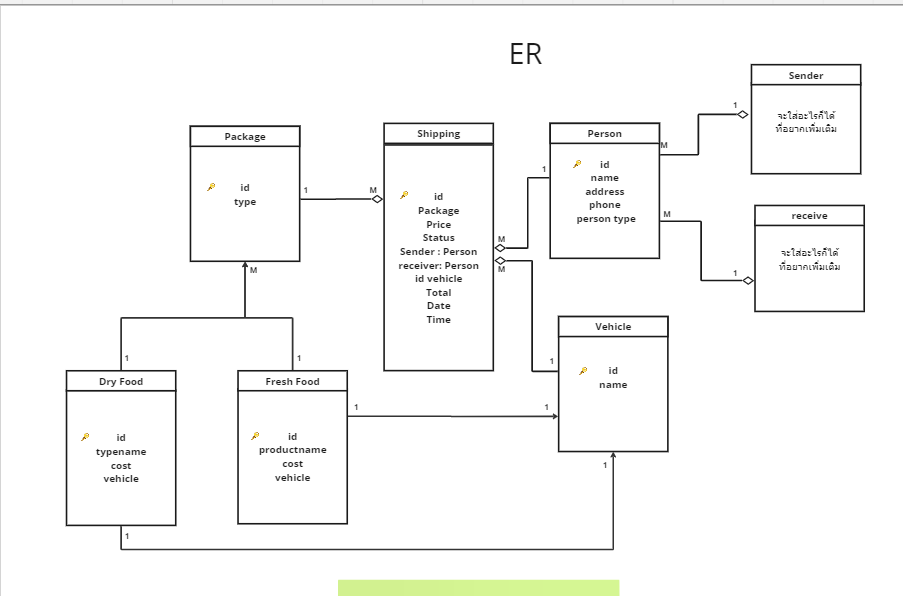 ER
Sender
จะใส่อะไรก็ได้
ที่อยากเพิ่มเติม
1
M
Package
id
type
1
M
M
Shipping
id
Package
Price
Status
Sender : Person
receiver: Person
id vehicle
Total
Date
Time
M
M
1
1
Person
id
name
address
phone
person type
M
1
receive
จะใส่อะไรก็ได้
ที่อยากเพิ่มเติม
Vehicle
id
name
1
1
Dry Food
id
typename
cost
vehicle
1
Fresh Food
id
productname
cost
vehicle
1
1
1
1